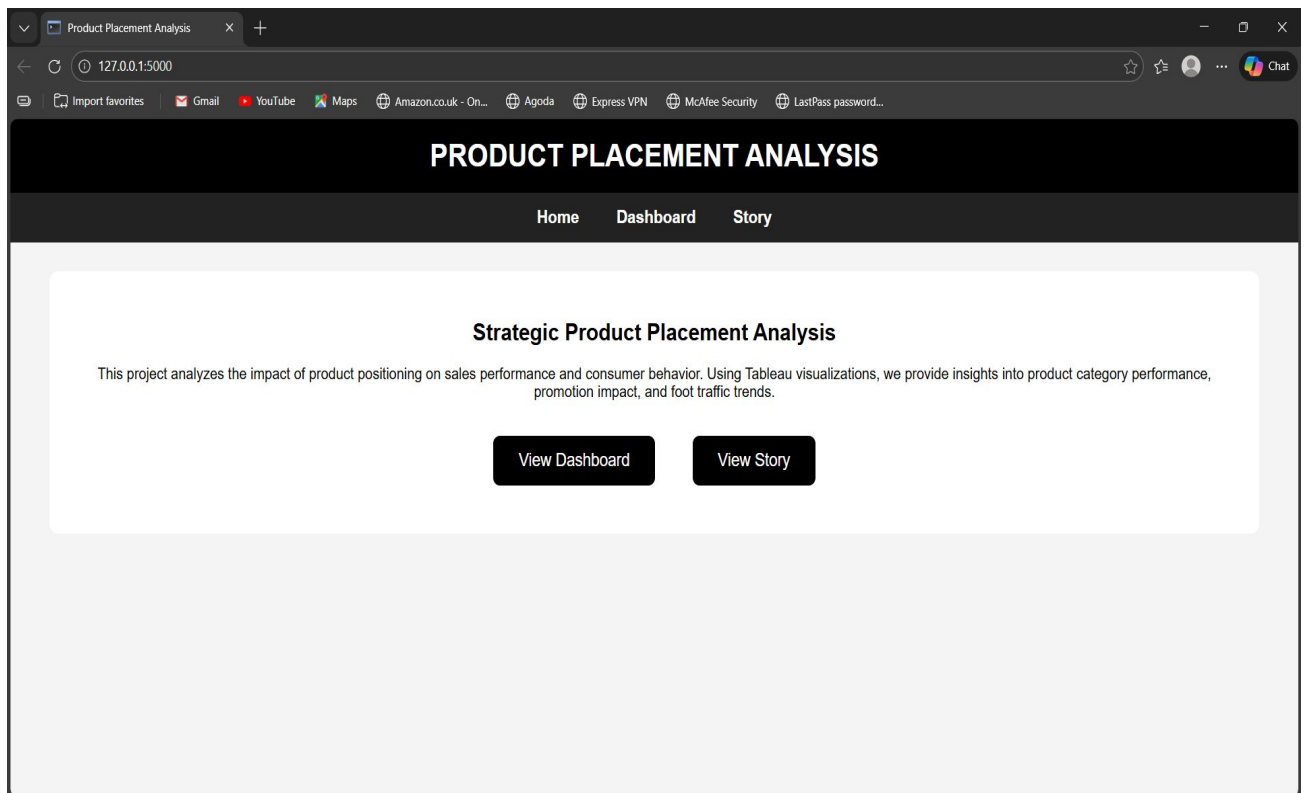 Product Placement Analysis
127.0.0.1:5000
Chat
Import favorites Gmail YouTube Maps Amazon.co.uk - On... Agoda Express VPN McAfee Security LastPass password...
PRODUCT PLACEMENT ANALYSIS
Home Dashboard Story
Strategic Product Placement Analysis
This project analyzes the impact of product positioning on sales performance and consumer behavior. Using Tableau visualizations, we provide insights into product category performance,
promotion impact, and foot traffic trends.
View Dashboard View Story